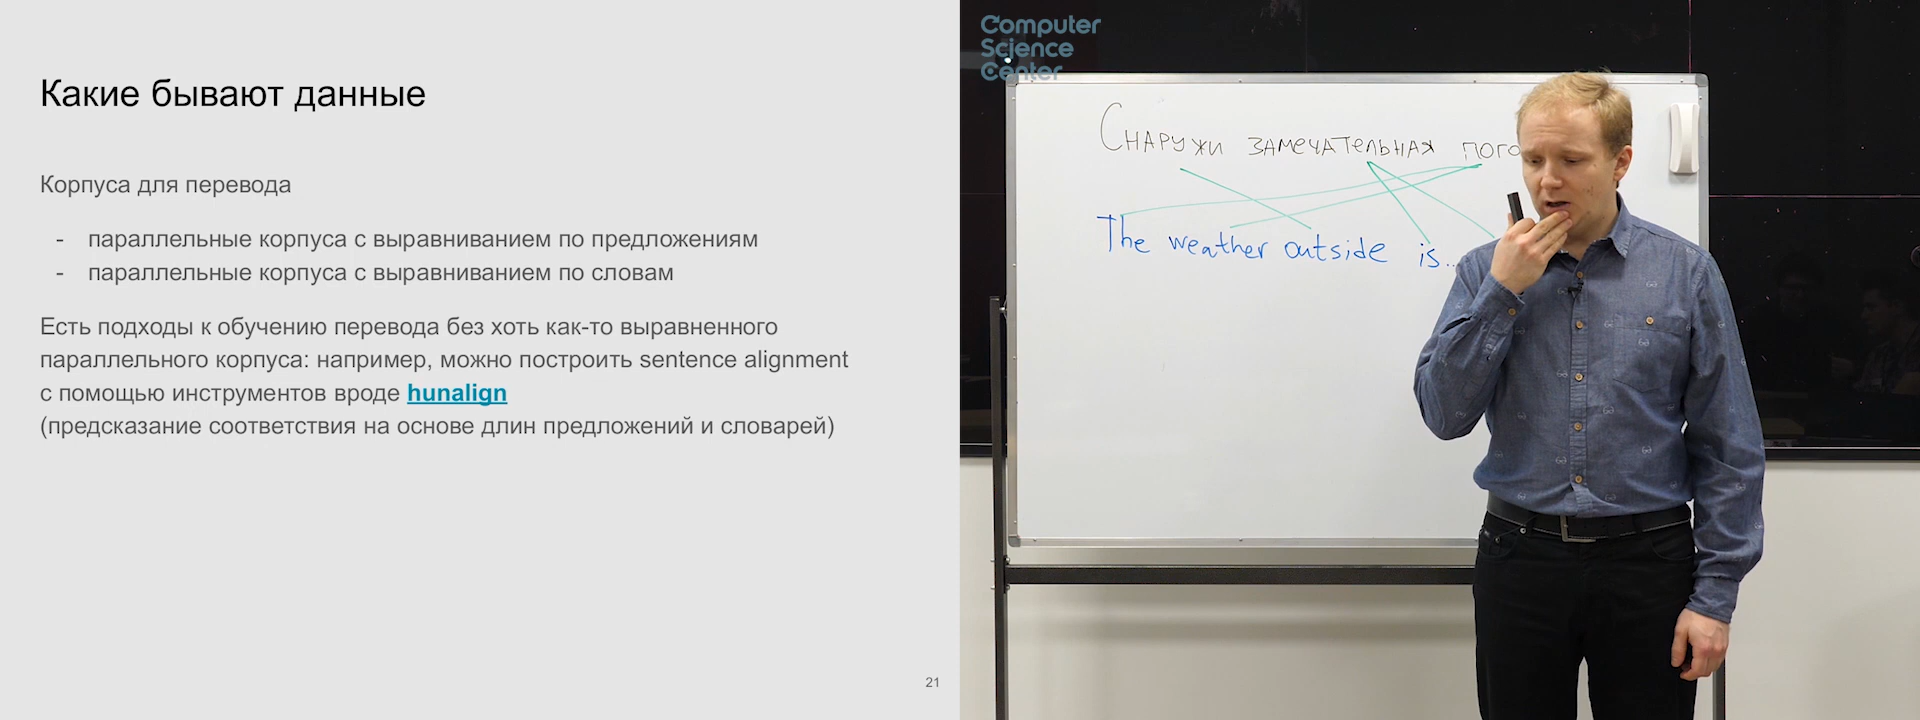 Какие бывают данные
Корпуса для перевода
- параллельные корпуса с выравниванием по предложениям
- параллельные корпуса с выравниванием по словам
Есть подходы к обучению перевода без хоть как-то выравненного
параллельного корпуса: например, можно построить sentence alignment
с помощью инструментов вроде hunalign
(предсказание соответствия на основе длин предложений и словарей)
21
Computer
Science
Center
Снаружи замечательная пого
The weather outside is...